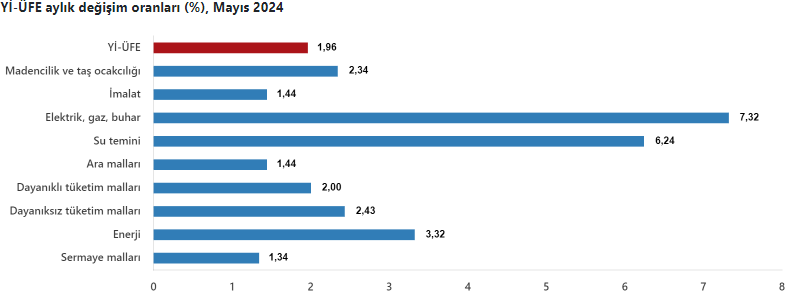 Yİ-ÜFE aylık değişim oranları (%), Mayıs 2024
Yİ-ÜFE 1,96
Madencilik ve taş ocakcılığı 2,34
İmalat 1,44
Elektrik, gaz, buhar 7,32
Su temini 6,24
Ara malları 1,44
Dayanıklı tüketim malları 2,00
Dayanıksız tüketim malları 2,43
Enerji 3,32
Sermaye malları 1,34
0 1 2 3 4 5 6 7 8